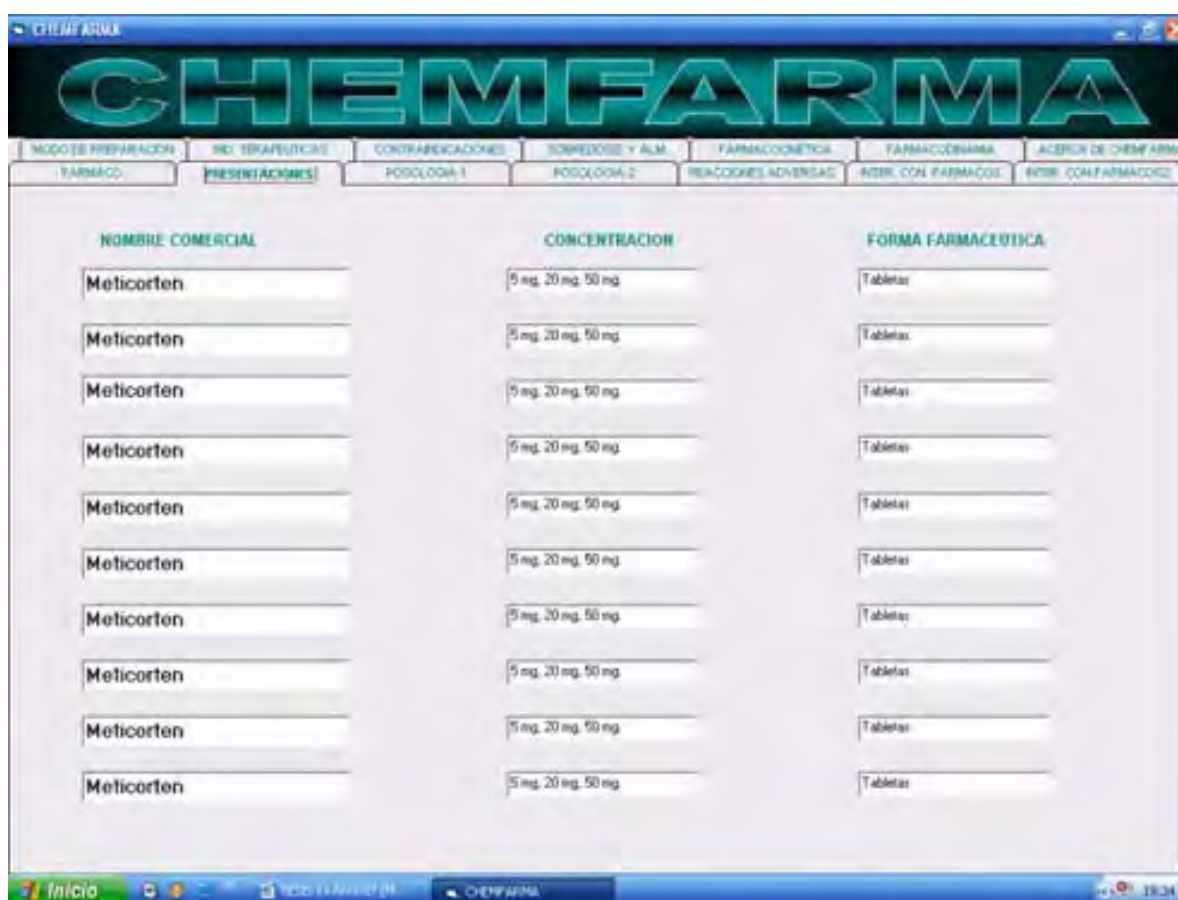 CHEMFARMA
CHEMFARMA
MODO DE PREPARACION IND. TERAPEUTICAS CONTRAINDICACIONES SOBREDOSIS Y ALM. FARMACOCINETICA FARMACODINAMIA ACERCA DE CHEMFARMA
FARMACO PRESENTACIONES POSOLOGIA 1 POSOLOGIA 2 REACCIONES ADVERSAS INTER. CON FARMACOS INTER. CON FARMACOS2
NOMBRE COMERCIAL CONCENTRACION FORMA FARMACEUTICA
Meticorten 5 mg, 20 mg, 50 mg. Tabletas
Meticorten 5 mg, 20 mg, 50 mg. Tabletas
Meticorten 5 mg, 20 mg, 50 mg. Tabletas
Meticorten 5 mg, 20 mg, 50 mg. Tabletas
Meticorten 5 mg, 20 mg, 50 mg. Tabletas
Meticorten 5 mg, 20 mg, 50 mg. Tabletas
Meticorten 5 mg, 20 mg, 50 mg. Tabletas
Meticorten 5 mg, 20 mg, 50 mg. Tabletas
Meticorten 5 mg, 20 mg, 50 mg. Tabletas
Meticorten 5 mg, 20 mg, 50 mg. Tabletas
Inicio CHEMFARMA 19:34